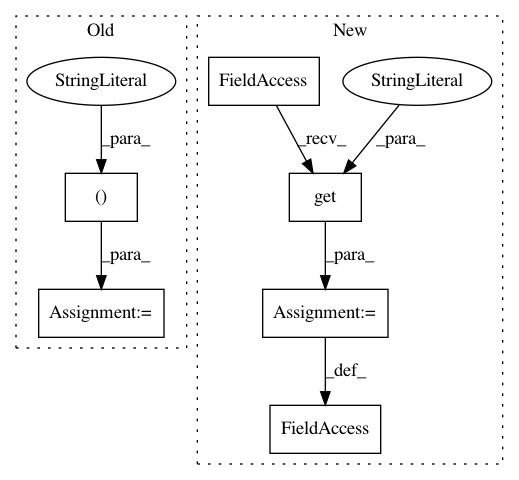 Old
New
StringLiteral
FieldAccess
StringLiteral
_para_
_recv_
_para_
()
get
_para_
_para_
Assignment:=
Assignment:=
_def_
FieldAccess